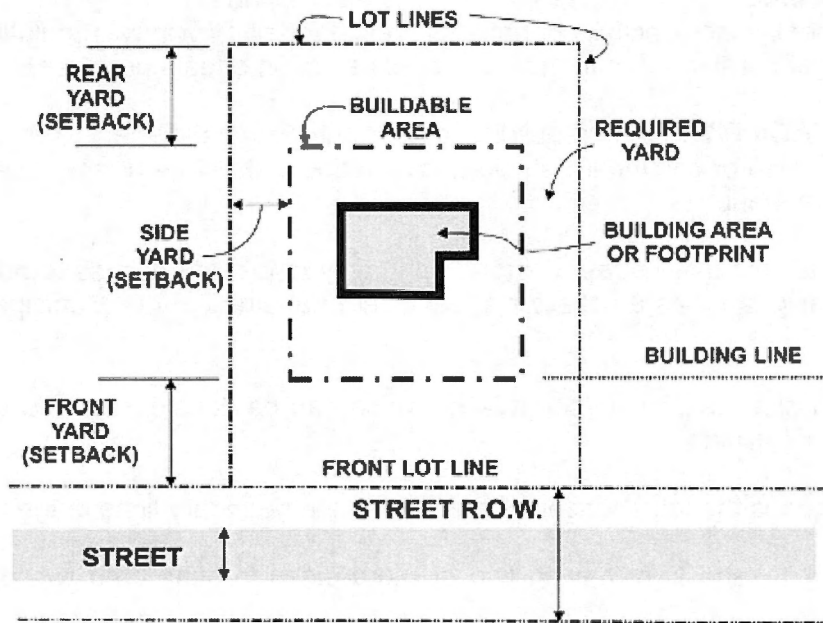 LOT LINES
REAR
YARD
(SETBACK)
BUILDABLE
AREA
REQUIRED
YARD
SIDE
YARD
(SETBACK)
BUILDING AREA
OR FOOTPRINT
BUILDING LINE
FRONT
YARD
(SETBACK)
FRONT LOT LINE
STREET R.O.W.
STREET